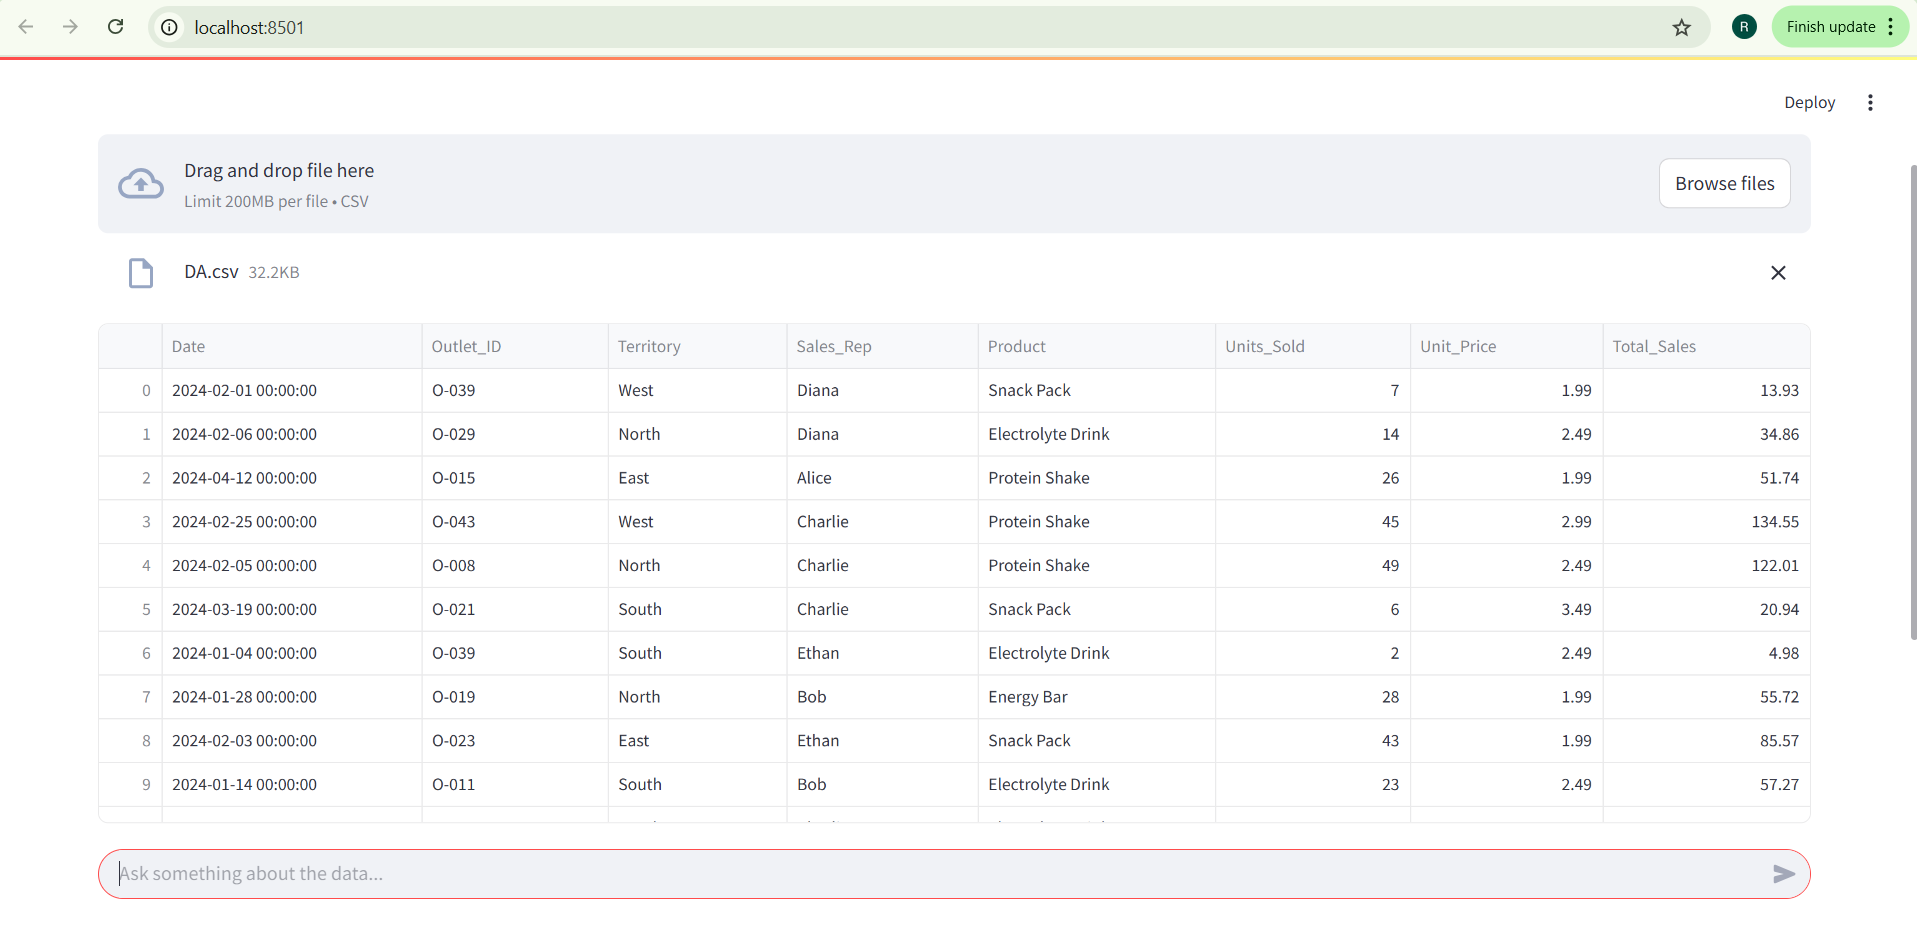 localhost:8501
R
Finish update
Deploy
Drag and drop file here
Limit 200MB per file • CSV
Browse files
DA.csv 32.2KB
Date Outlet_ID Territory Sales_Rep Product Units_Sold Unit_Price Total_Sales
0 2024-02-01 00:00:00 O-039 West Diana Snack Pack 7 1.99 13.93
1 2024-02-06 00:00:00 O-029 North Diana Electrolyte Drink 14 2.49 34.86
2 2024-04-12 00:00:00 O-015 East Alice Protein Shake 26 1.99 51.74
3 2024-02-25 00:00:00 O-043 West Charlie Protein Shake 45 2.99 134.55
4 2024-02-05 00:00:00 O-008 North Charlie Protein Shake 49 2.49 122.01
5 2024-03-19 00:00:00 O-021 South Charlie Snack Pack 6 3.49 20.94
6 2024-01-04 00:00:00 O-039 South Ethan Electrolyte Drink 2 2.49 4.98
7 2024-01-28 00:00:00 O-019 North Bob Energy Bar 28 1.99 55.72
8 2024-02-03 00:00:00 O-023 East Ethan Snack Pack 43 1.99 85.57
9 2024-01-14 00:00:00 O-011 South Bob Electrolyte Drink 23 2.49 57.27
Ask something about the data...